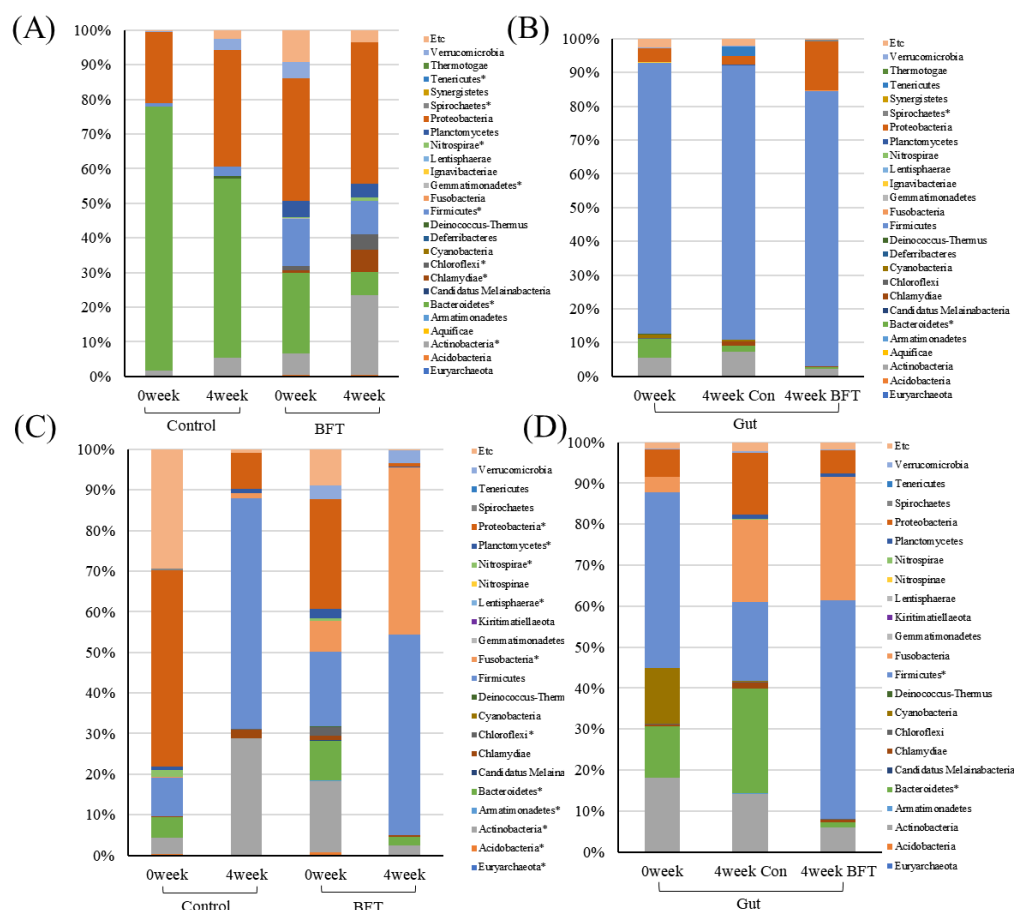 (A)
100%
90%
80%
70%
60%
50%
40%
30%
20%
10%
0%
0week
4week
0week
4week
Control
BFT
Etc
Verrucomicrobia
Thermotogae
Tenericutes*
Synergistetes
Spirochaetes*
Proteobacteria
Planctomycetes
Nitrospirae*
Lentisphaerae
Ignavibacteriae
Gemmatimonadetes*
Fusobacteria
Firmicutes*
Deinococcus-Thermus
Deferribacteres
Cyanobacteria
Chloroflexi*
Chlamydiae*
Candidatus Melainabacteria
Bacteroidetes*
Armatimonadetes
Aquificae
Actinobacteria*
Acidobacteria
Euryarchaeota
(B)
100%
90%
80%
70%
60%
50%
40%
30%
20%
10%
0%
0week
4week Con
4week BFT
Gut
Etc
Verrucomicrobia
Thermotogae
Tenericutes
Synergistetes
Spirochaetes*
Proteobacteria
Planctomycetes
Nitrospirae
Lentisphaerae
Ignavibacteriae
Gemmatimonadetes
Fusobacteria
Firmicutes
Deinococcus-Thermus
Deferribacteres
Cyanobacteria
Chloroflexi
Chlamydiae
Candidatus Melainabacteria
Bacteroidetes*
Armatimonadetes
Aquificae
Actinobacteria
Acidobacteria
Euryarchaeota
(C)
100%
90%
80%
70%
60%
50%
40%
30%
20%
10%
0%
0week
4week
0week
4week
Control
BFT
Etc
Verrucomicrobia
Tenericutes
Spirochaetes
Proteobacteria*
Planctomycetes*
Nitrospirae*
Nitrospinae
Lentisphaerae*
Kiritimatiellaeota
Gemmatimonadetes
Fusobacteria*
Firmicutes
Deinococcus-Therm
Cyanobacteria
Chloroflexi*
Chlamydiae
Candidatus Melaina
Bacteroidetes*
Armatimonadetes*
Actinobacteria*
Acidobacteria*
Euryarchaeota*
(D)
100%
90%
80%
70%
60%
50%
40%
30%
20%
10%
0%
0week
4week Con
4week BFT
Gut
Etc
Verrucomicrobia
Tenericutes
Spirochaetes
Proteobacteria
Planctomycetes
Nitrospirae
Nitrospinae
Lentisphaerae
Kiritimatiellaeota
Gemmatimonadetes
Fusobacteria
Firmicutes*
Deinococcus-Thermus
Cyanobacteria
Chloroflexi
Chlamydiae
Candidatus Melainabacteria
Bacteroidetes*
Armatimonadetes
Actinobacteria
Acidobacteria
Euryarchaeota